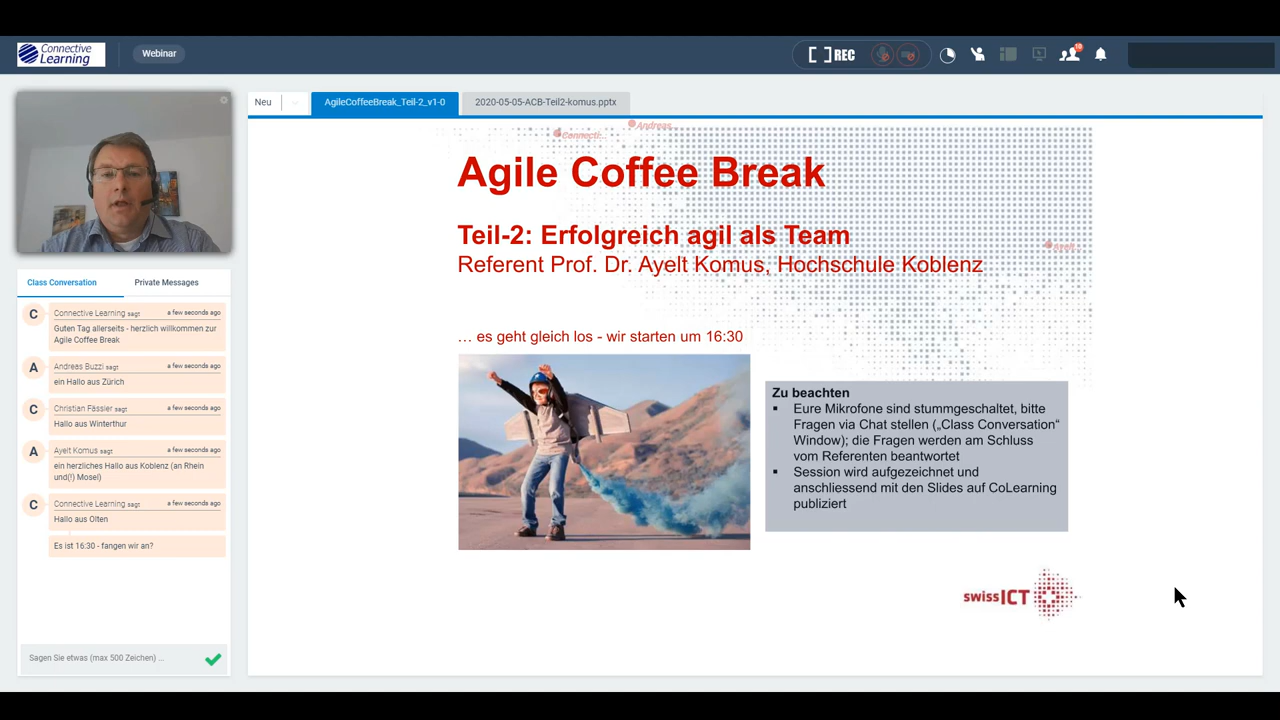 Connective
Learning
Webinar
REC
10
Neu
AgileCoffeeBreak_Teil-2_v1-0
2020-05-05-ACB-Teil2-komus.pptx
Connecti...
Andreas...
Agile Coffee Break
Teil-2: Erfolgreich agil als Team
Ayelt...
Referent Prof. Dr. Ayelt Komus, Hochschule Koblenz
… es geht gleich los - wir starten um 16:30
Zu beachten
▪ Eure Mikrofone sind stummgeschaltet, bitte
Fragen via Chat stellen („Class Conversation“
Window); die Fragen werden am Schluss
vom Referenten beantwortet
▪ Session wird aufgezeichnet und
anschliessend mit den Slides auf CoLearning
publiziert
swissICT
Class Conversation
Private Messages
C
Connective Learning sagt a few seconds ago
Guten Tag allerseits - herzlich willkommen zur
Agile Coffee Break
A
Andreas Buzzi sagt a few seconds ago
ein Hallo aus Zürich
C
Christian Fässler sagt a few seconds ago
Hallo aus Winterthur
A
Ayelt Komus sagt a few seconds ago
ein herzliches Hallo aus Koblenz (an Rhein
und(!) Mosel)
C
Connective Learning sagt a few seconds ago
Hallo aus Olten
Es ist 16:30 - fangen wir an?
Sagen Sie etwas (max 500 Zeichen) ...